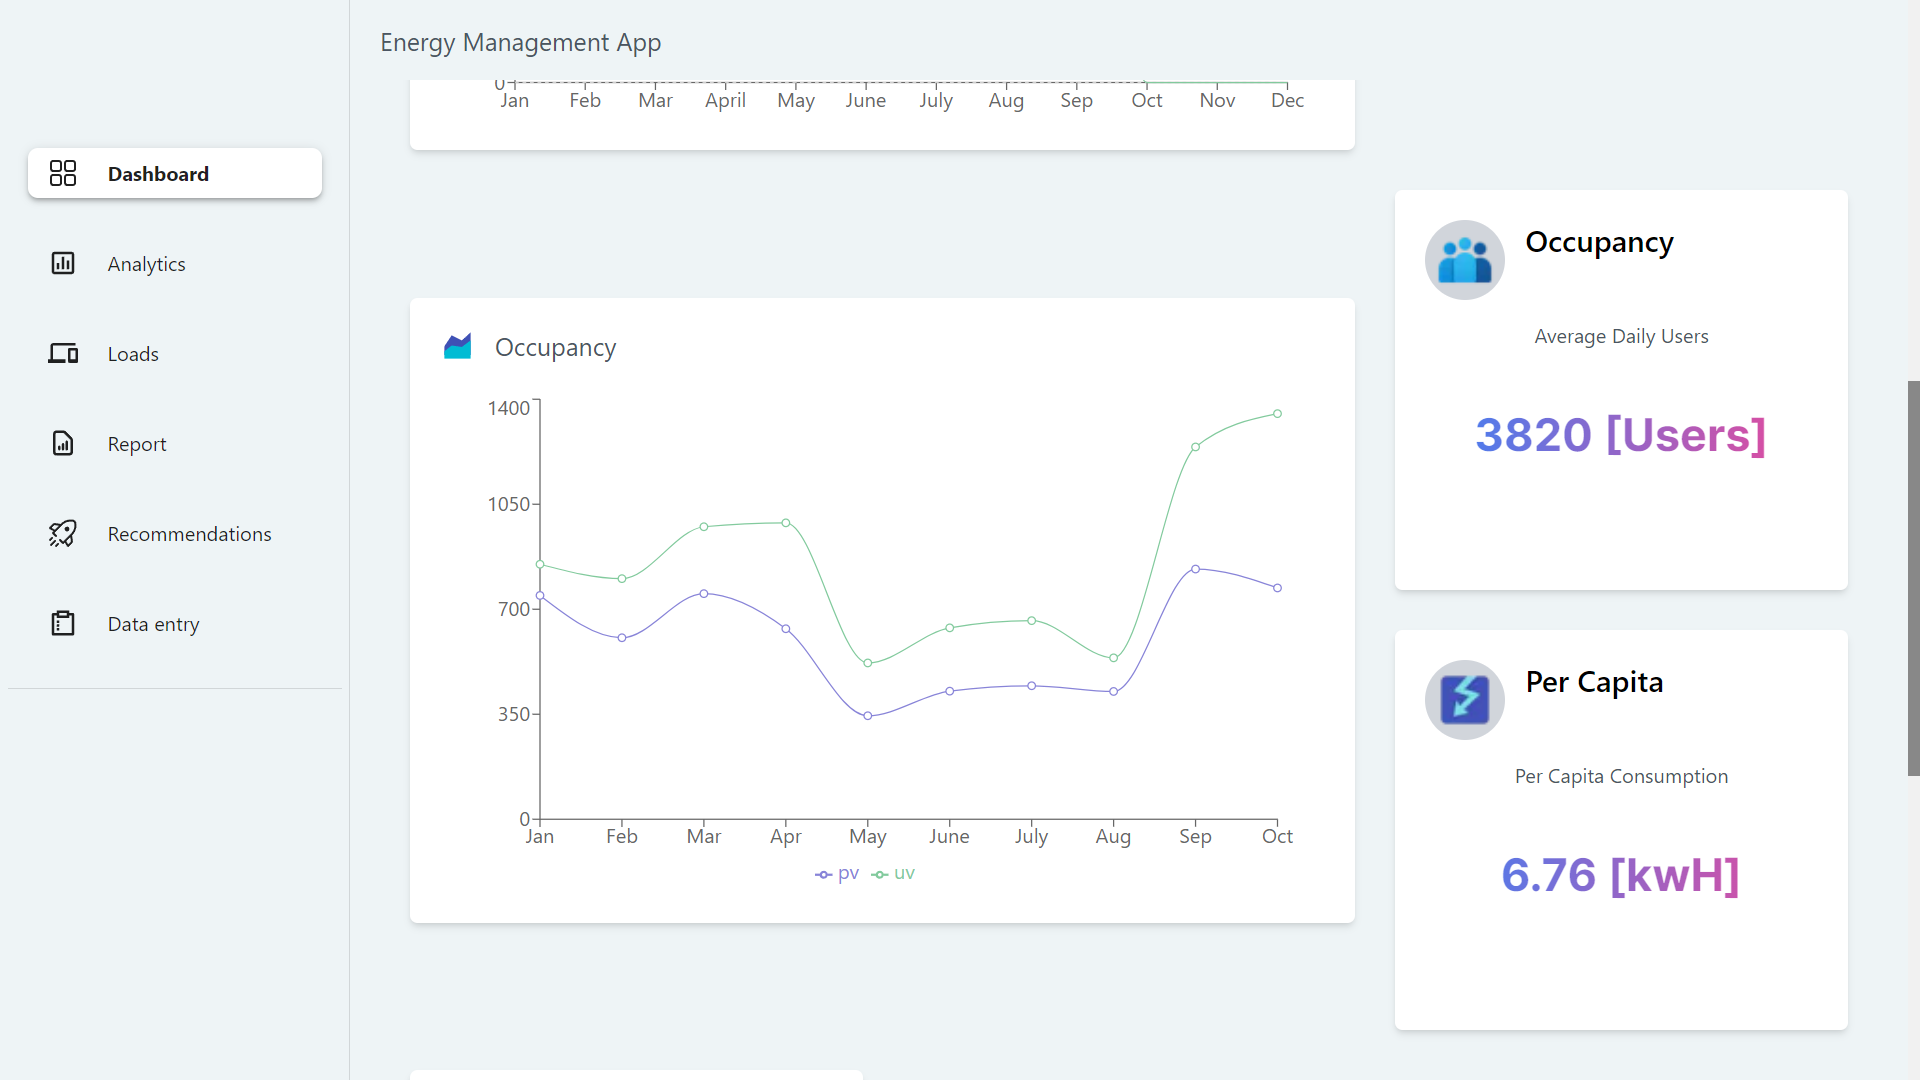 Energy Management App
0
Jan Feb Mar April May June July Aug Sep Oct Nov Dec
Dashboard
Analytics
Loads
Report
Recommendations
Data entry
Occupancy
1400
1050
700
350
0
Jan Feb Mar Apr May June July Aug Sep Oct
pv uv
Occupancy
Average Daily Users
3820 [Users]
Per Capita
Per Capita Consumption
6.76 [kwH]